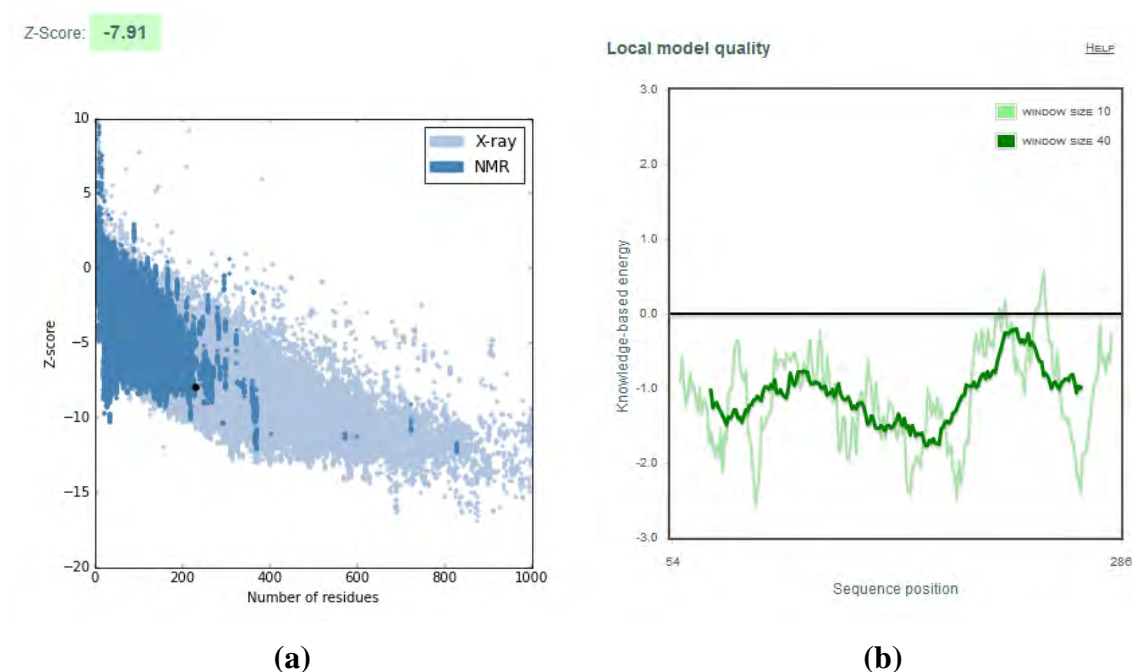 Z-Score: -7.91
X-ray
NMR
10
5
0
−5
−10
−15
−20
Z-score
0
200
400
600
800
1000
Number of residues
(a)
Local model quality
HELP
WINDOW SIZE 10
WINDOW SIZE 40
3.0
2.0
1.0
0.0
-1.0
-2.0
-3.0
Knowledge-based energy
54
286
Sequence position
(b)